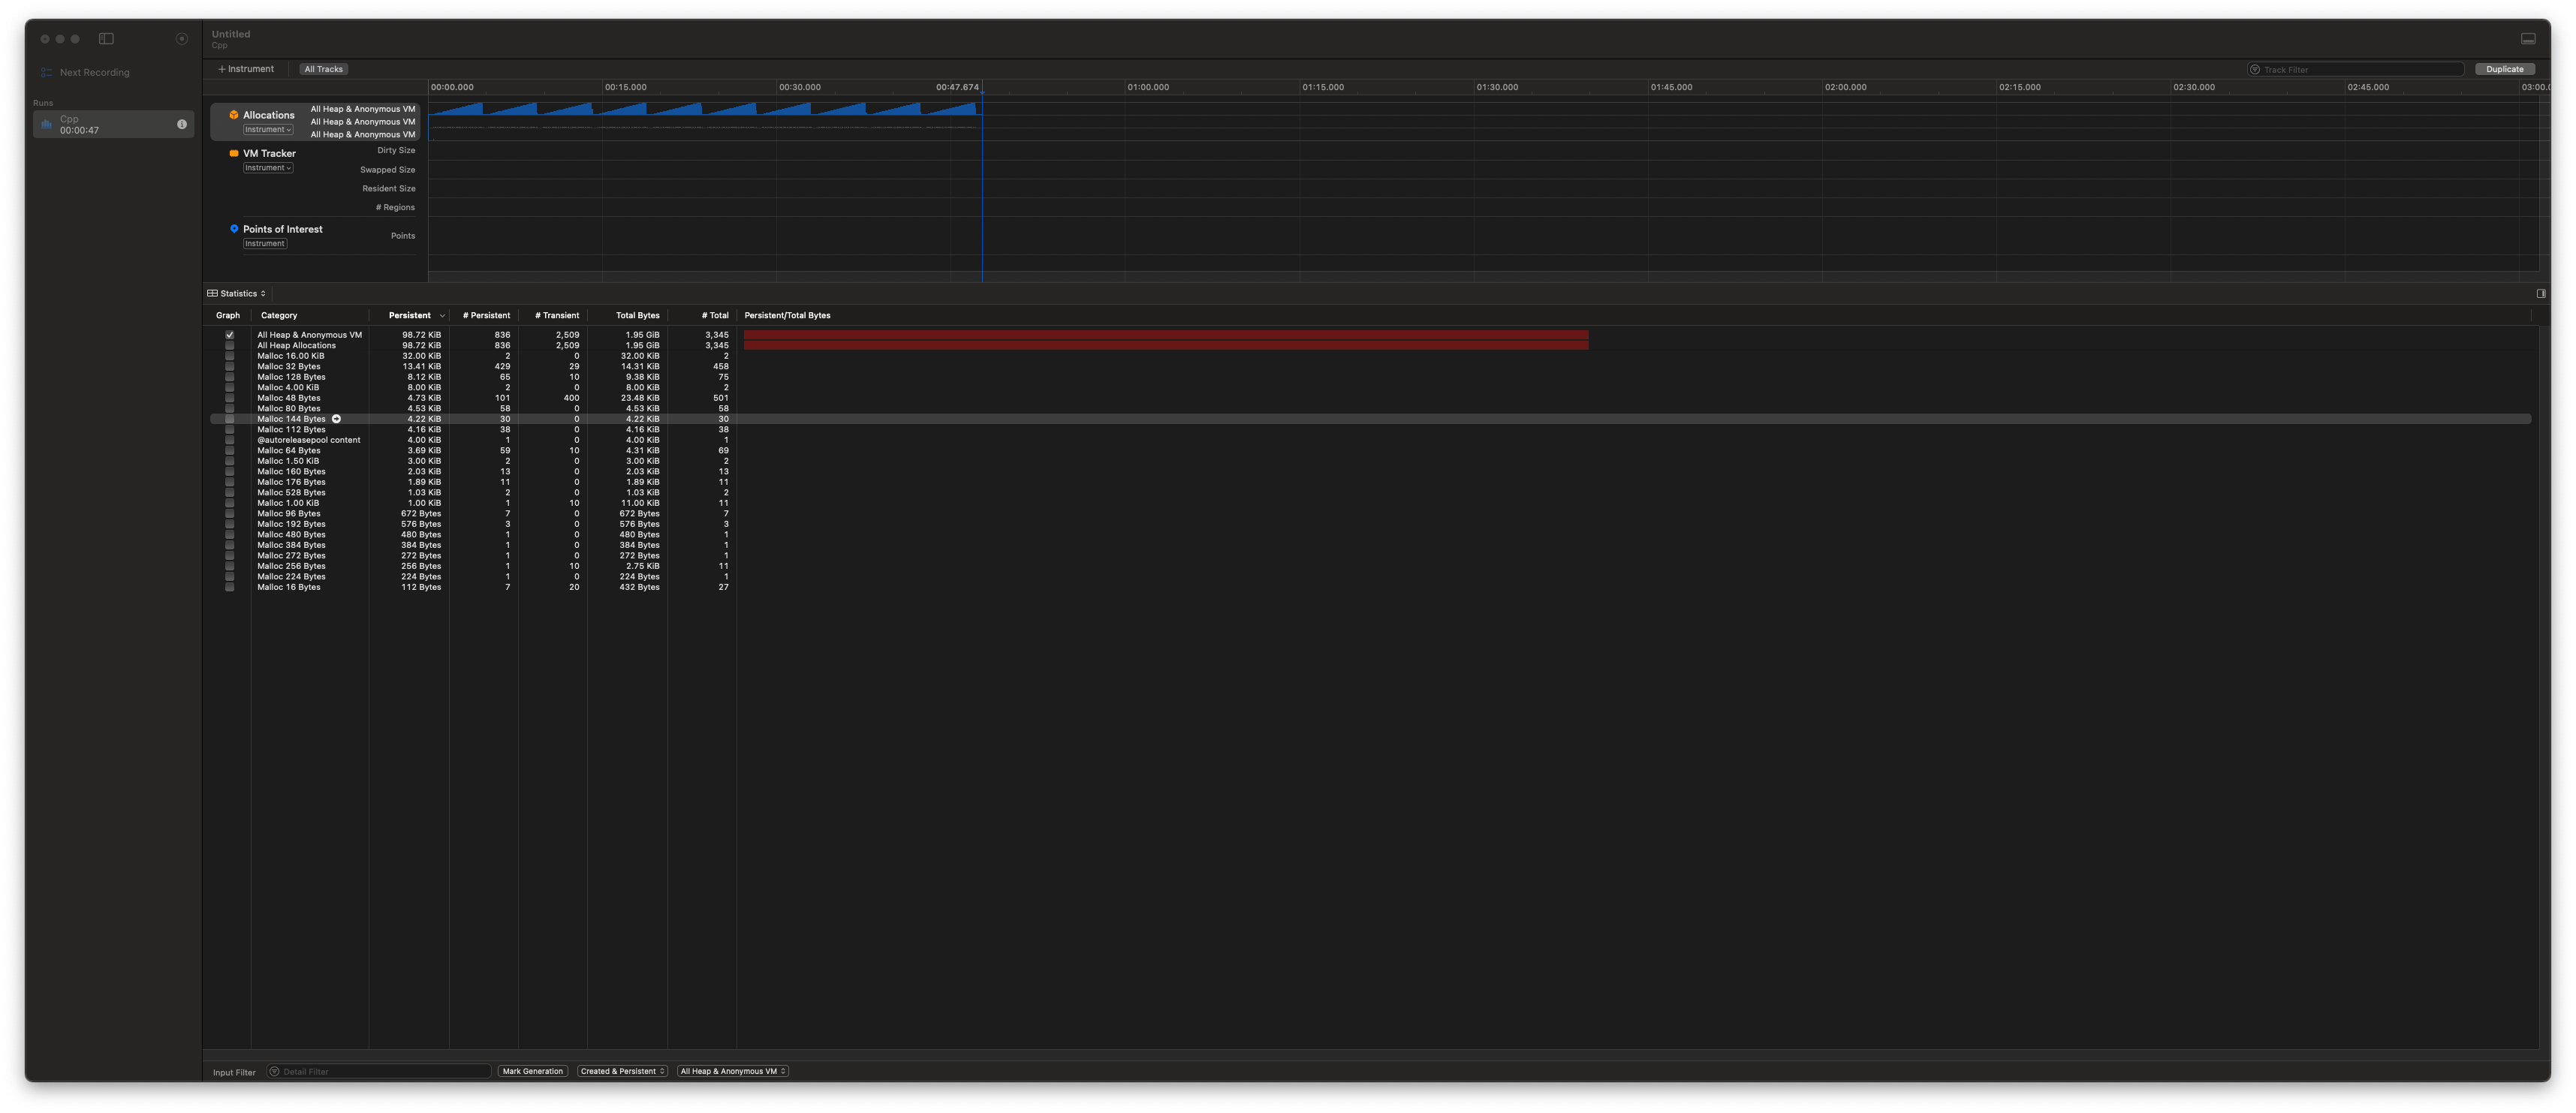 Untitled
Cpp
Next Recording
Runs
Cpp
00:00:47
+ Instrument All Tracks Track Filter Duplicate
00:00.000 00:15.000 00:30.000 00:47.674 01:00.000 01:15.000 01:30.000 01:45.000 02:00.000 02:15.000 02:30.000 02:45.000 03:00.0
Allocations
Instrument
All Heap & Anonymous VM
All Heap & Anonymous VM
All Heap & Anonymous VM
VM Tracker
Instrument
Dirty Size
Swapped Size
Resident Size
# Regions
Points of Interest
Instrument
Points
Statistics
Graph Category Persistent # Persistent # Transient Total Bytes # Total Persistent/Total Bytes
All Heap & Anonymous VM 98.72 KiB 836 2,509 1.95 GiB 3,345
All Heap Allocations 98.72 KiB 836 2,509 1.95 GiB 3,345
Malloc 16.00 KiB 32.00 KiB 2 0 32.00 KiB 2
Malloc 32 Bytes 13.41 KiB 429 29 14.31 KiB 458
Malloc 128 Bytes 8.12 KiB 65 10 9.38 KiB 75
Malloc 4.00 KiB 8.00 KiB 2 0 8.00 KiB 2
Malloc 48 Bytes 4.73 KiB 101 400 23.48 KiB 501
Malloc 80 Bytes 4.53 KiB 58 0 4.53 KiB 58
Malloc 144 Bytes 4.22 KiB 30 0 4.22 KiB 30
Malloc 112 Bytes 4.16 KiB 38 0 4.16 KiB 38
@autoreleasepool content 4.00 KiB 1 0 4.00 KiB 1
Malloc 64 Bytes 3.69 KiB 59 10 4.31 KiB 69
Malloc 1.50 KiB 3.00 KiB 2 0 3.00 KiB 2
Malloc 160 Bytes 2.03 KiB 13 0 2.03 KiB 13
Malloc 176 Bytes 1.89 KiB 11 0 1.89 KiB 11
Malloc 528 Bytes 1.03 KiB 2 0 1.03 KiB 2
Malloc 1.00 KiB 1.00 KiB 1 10 11.00 KiB 11
Malloc 96 Bytes 672 Bytes 7 0 672 Bytes 7
Malloc 192 Bytes 576 Bytes 3 0 576 Bytes 3
Malloc 480 Bytes 480 Bytes 1 0 480 Bytes 1
Malloc 384 Bytes 384 Bytes 1 0 384 Bytes 1
Malloc 272 Bytes 272 Bytes 1 0 272 Bytes 1
Malloc 256 Bytes 256 Bytes 1 10 2.75 KiB 11
Malloc 224 Bytes 224 Bytes 1 0 224 Bytes 1
Malloc 16 Bytes 112 Bytes 7 20 432 Bytes 27
Input Filter Detail Filter Mark Generation Created & Persistent All Heap & Anonymous VM